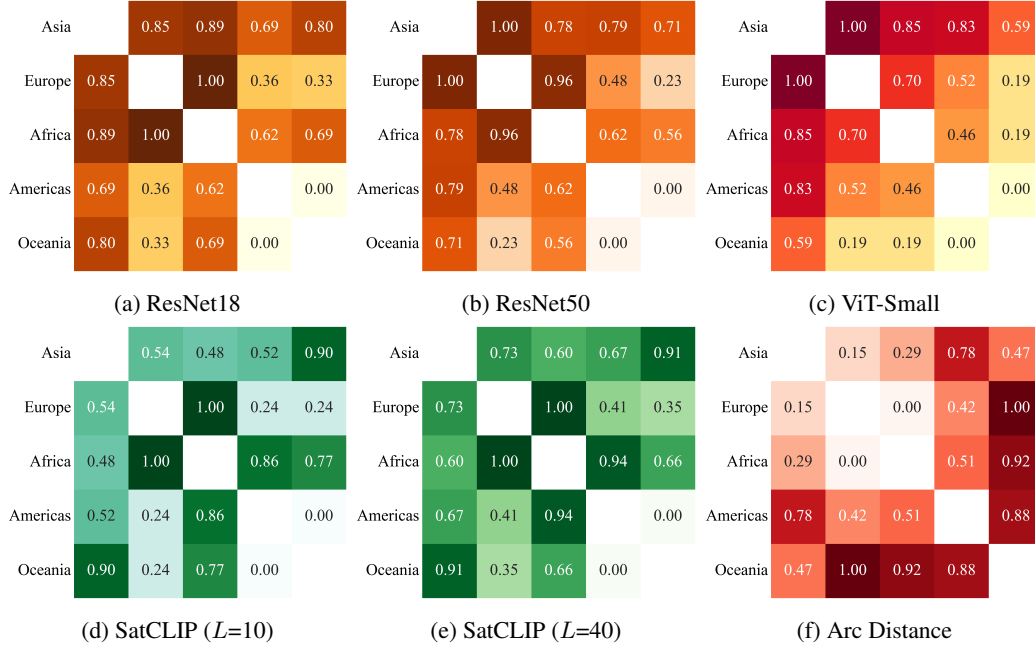 Asia 0.85 0.89 0.69 0.80
Europe 0.85 1.00 0.36 0.33
Africa 0.89 1.00 0.62 0.69
Americas 0.69 0.36 0.62 0.00
Oceania 0.80 0.33 0.69 0.00
(a) ResNet18
Asia 1.00 0.78 0.79 0.71
Europe 1.00 0.96 0.48 0.23
Africa 0.78 0.96 0.62 0.56
Americas 0.79 0.48 0.62 0.00
Oceania 0.71 0.23 0.56 0.00
(b) ResNet50
Asia 1.00 0.85 0.83 0.59
Europe 1.00 0.70 0.52 0.19
Africa 0.85 0.70 0.46 0.19
Americas 0.83 0.52 0.46 0.00
Oceania 0.59 0.19 0.19 0.00
(c) ViT-Small
Asia 0.54 0.48 0.52 0.90
Europe 0.54 1.00 0.24 0.24
Africa 0.48 1.00 0.86 0.77
Americas 0.52 0.24 0.86 0.00
Oceania 0.90 0.24 0.77 0.00
(d) SatCLIP (L=10)
Asia 0.73 0.60 0.67 0.91
Europe 0.73 1.00 0.41 0.35
Africa 0.60 1.00 0.94 0.66
Americas 0.67 0.41 0.94 0.00
Oceania 0.91 0.35 0.66 0.00
(e) SatCLIP (L=40)
Asia 0.15 0.29 0.78 0.47
Europe 0.15 0.00 0.42 1.00
Africa 0.29 0.00 0.51 0.92
Americas 0.78 0.42 0.51 0.88
Oceania 0.47 1.00 0.92 0.88
(f) Arc Distance